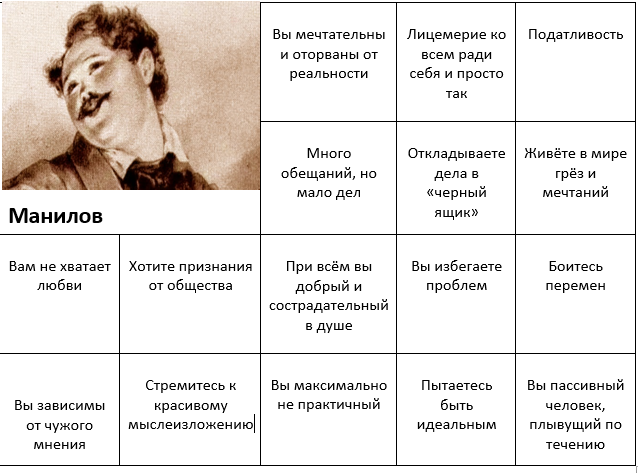 Вы мечтательны
и оторваны от
реальности
Лицемерие ко
всем ради
себя и просто
так
Податливость
Много
обещаний, но
мало дел
Откладываете
дела в
«черный
ящик»
Живёте в мире
грёз и
мечтаний
Манилов
Вам не хватает
любви
Хотите признания
от общества
При всём вы
добрый и
сострадательный
в душе
Вы избегаете
проблем
Боитесь
перемен
Вы зависимы
от чужого
мнения
Стремитесь к
красивому
мыслеизложению
Вы максимально
не практичный
Пытаетесь
быть
идеальным
Вы пассивный
человек,
плывущий по
течению